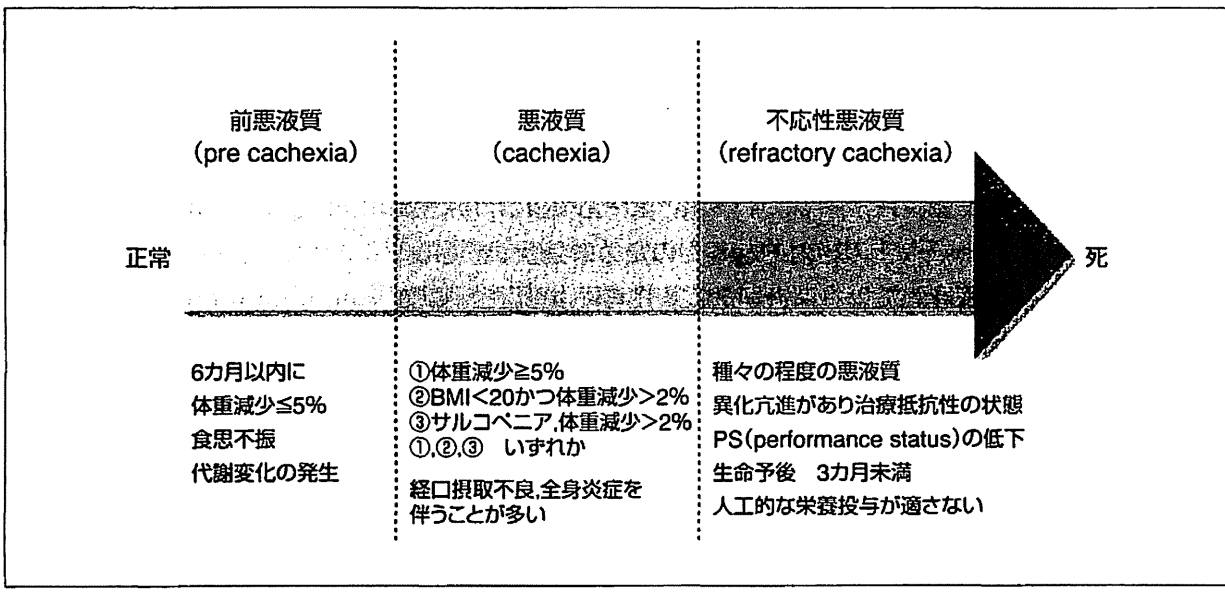 前悪液質
(pre cachexia)
悪液質
(cachexia)
不応性悪液質
(refractory cachexia)
正常
死
6カ月以内に
体重減少≦5%
食思不振
代謝変化の発生
①体重減少≧5%
②BMI<20かつ体重減少>2%
③サルコペニア,体重減少>2%
①,②,③ いずれか
経口摂取不良,全身炎症を
伴うことが多い
種々の程度の悪液質
異化亢進があり治療抵抗性の状態
PS(performance status)の低下
生命予後 3カ月未満
人工的な栄養投与が適さない